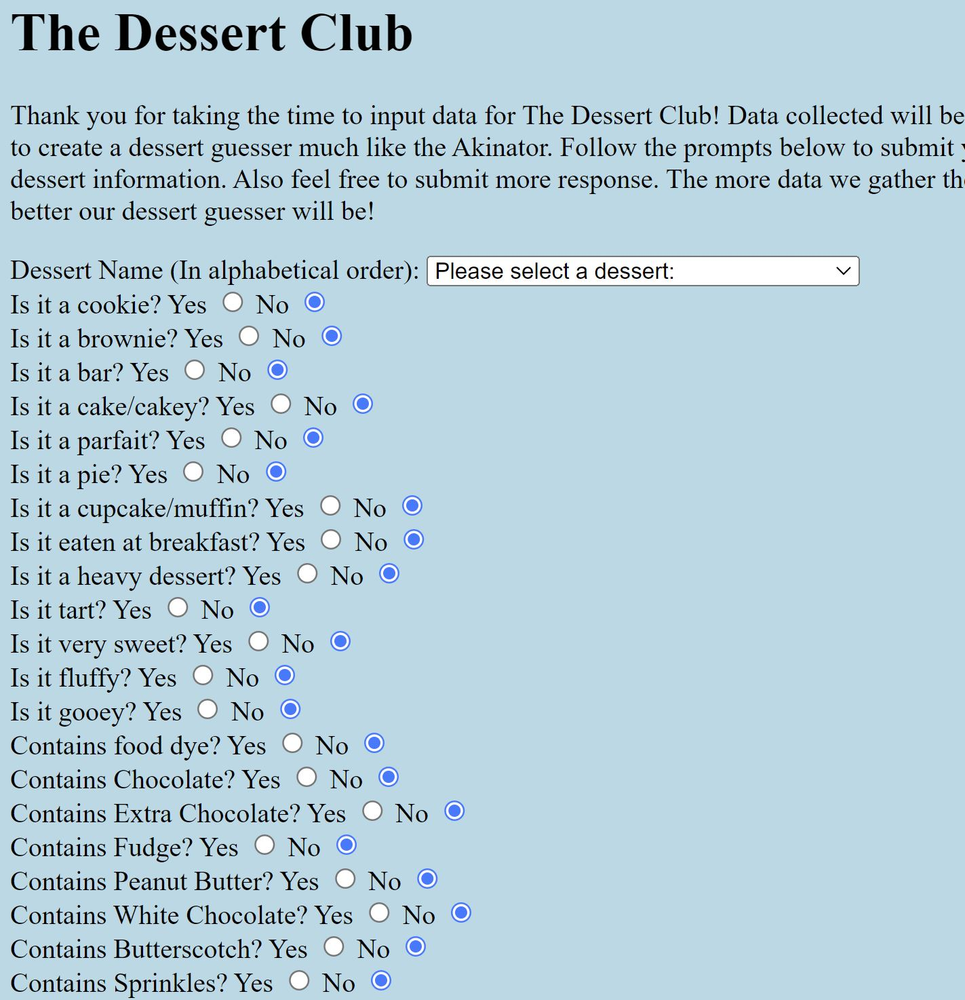 The Dessert Club
Thank you for taking the time to input data for The Dessert Club! Data collected will be
to create a dessert guesser much like the Akinator. Follow the prompts below to submit
dessert information. Also feel free to submit more response. The more data we gather
better our dessert guesser will be!
Dessert Name (In alphabetical order): Please select a dessert:
Is it a cookie? Yes No
Is it a brownie? Yes No
Is it a bar? Yes No
Is it a cake/cakey? Yes No
Is it a parfait? Yes No
Is it a pie? Yes No
Is it a cupcake/muffin? Yes No
Is it eaten at breakfast? Yes No
Is it a heavy dessert? Yes No
Is it tart? Yes No
Is it very sweet? Yes No
Is it fluffy? Yes No
Is it gooey? Yes No
Contains food dye? Yes No
Contains Chocolate? Yes No
Contains Extra Chocolate? Yes No
Contains Fudge? Yes No
Contains Peanut Butter? Yes No
Contains White Chocolate? Yes No
Contains Butterscotch? Yes No
Contains Sprinkles? Yes No